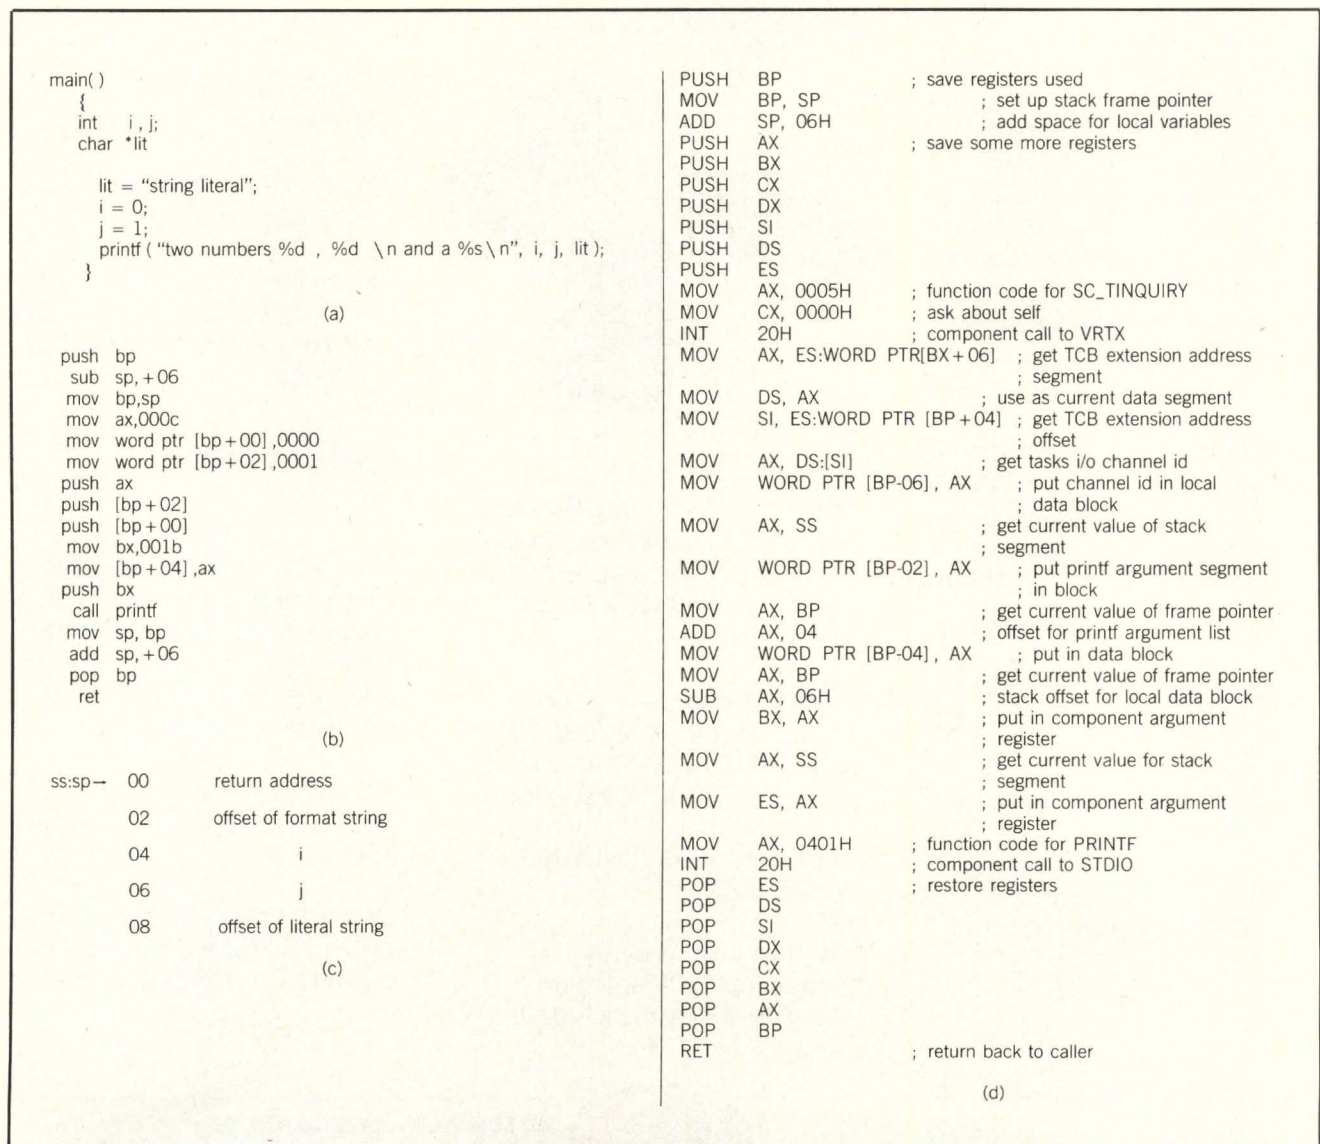 main( )
{
int i , j;
char *lit
lit = “string literal”;
i = 0;
j = 1;
printf ( “two numbers %d , %d \n and a %s\n”, i, j, lit );
}
(a)
push bp
sub sp, +06
mov bp,sp
mov ax,000c
mov word ptr [bp+00] ,0000
mov word ptr [bp+02] ,0001
push ax
push [bp+02]
push [bp+00]
mov bx,001b
mov [bp+04] ,ax
push bx
call printf
mov sp, bp
add sp, +06
pop bp
ret
(b)
ss:sp→ 00 return address
02 offset of format string
04 i
06 j
08 offset of literal string
(c)
PUSH BP ; save registers used
MOV BP, SP ; set up stack frame pointer
ADD SP, 06H ; add space for local variables
PUSH AX ; save some more registers
PUSH BX
PUSH CX
PUSH DX
PUSH SI
PUSH DS
PUSH ES
MOV AX, 0005H ; function code for SC_TINQUIRY
MOV CX, 0000H ; ask about self
INT 20H ; component call to VRTX
MOV AX, ES:WORD PTR[BX+06] ; get TCB extension address
; segment
MOV DS, AX ; use as current data segment
MOV SI, ES:WORD PTR [BP+04] ; get TCB extension address
; offset
MOV AX, DS:[SI] ; get tasks i/o channel id
MOV WORD PTR [BP-06] , AX ; put channel id in local
; data block
MOV AX, SS ; get current value of stack
; segment
MOV WORD PTR [BP-02] , AX ; put printf argument segment
; in block
MOV AX, BP ; get current value of frame pointer
ADD AX, 04 ; offset for printf argument list
MOV WORD PTR [BP-04] , AX ; put in data block
MOV AX, BP ; get current value of frame pointer
SUB AX, 06H ; stack offset for local data block
MOV BX, AX ; put in component argument
; register
MOV AX, SS ; get current value for stack
; segment
MOV ES, AX ; put in component argument
; register
MOV AX, 0401H ; function code for PRINTF
INT 20H ; component call to STDIO
POP ES ; restore registers
POP DS
POP SI
POP DX
POP CX
POP BX
POP AX
POP BP
RET ; return back to caller
(d)